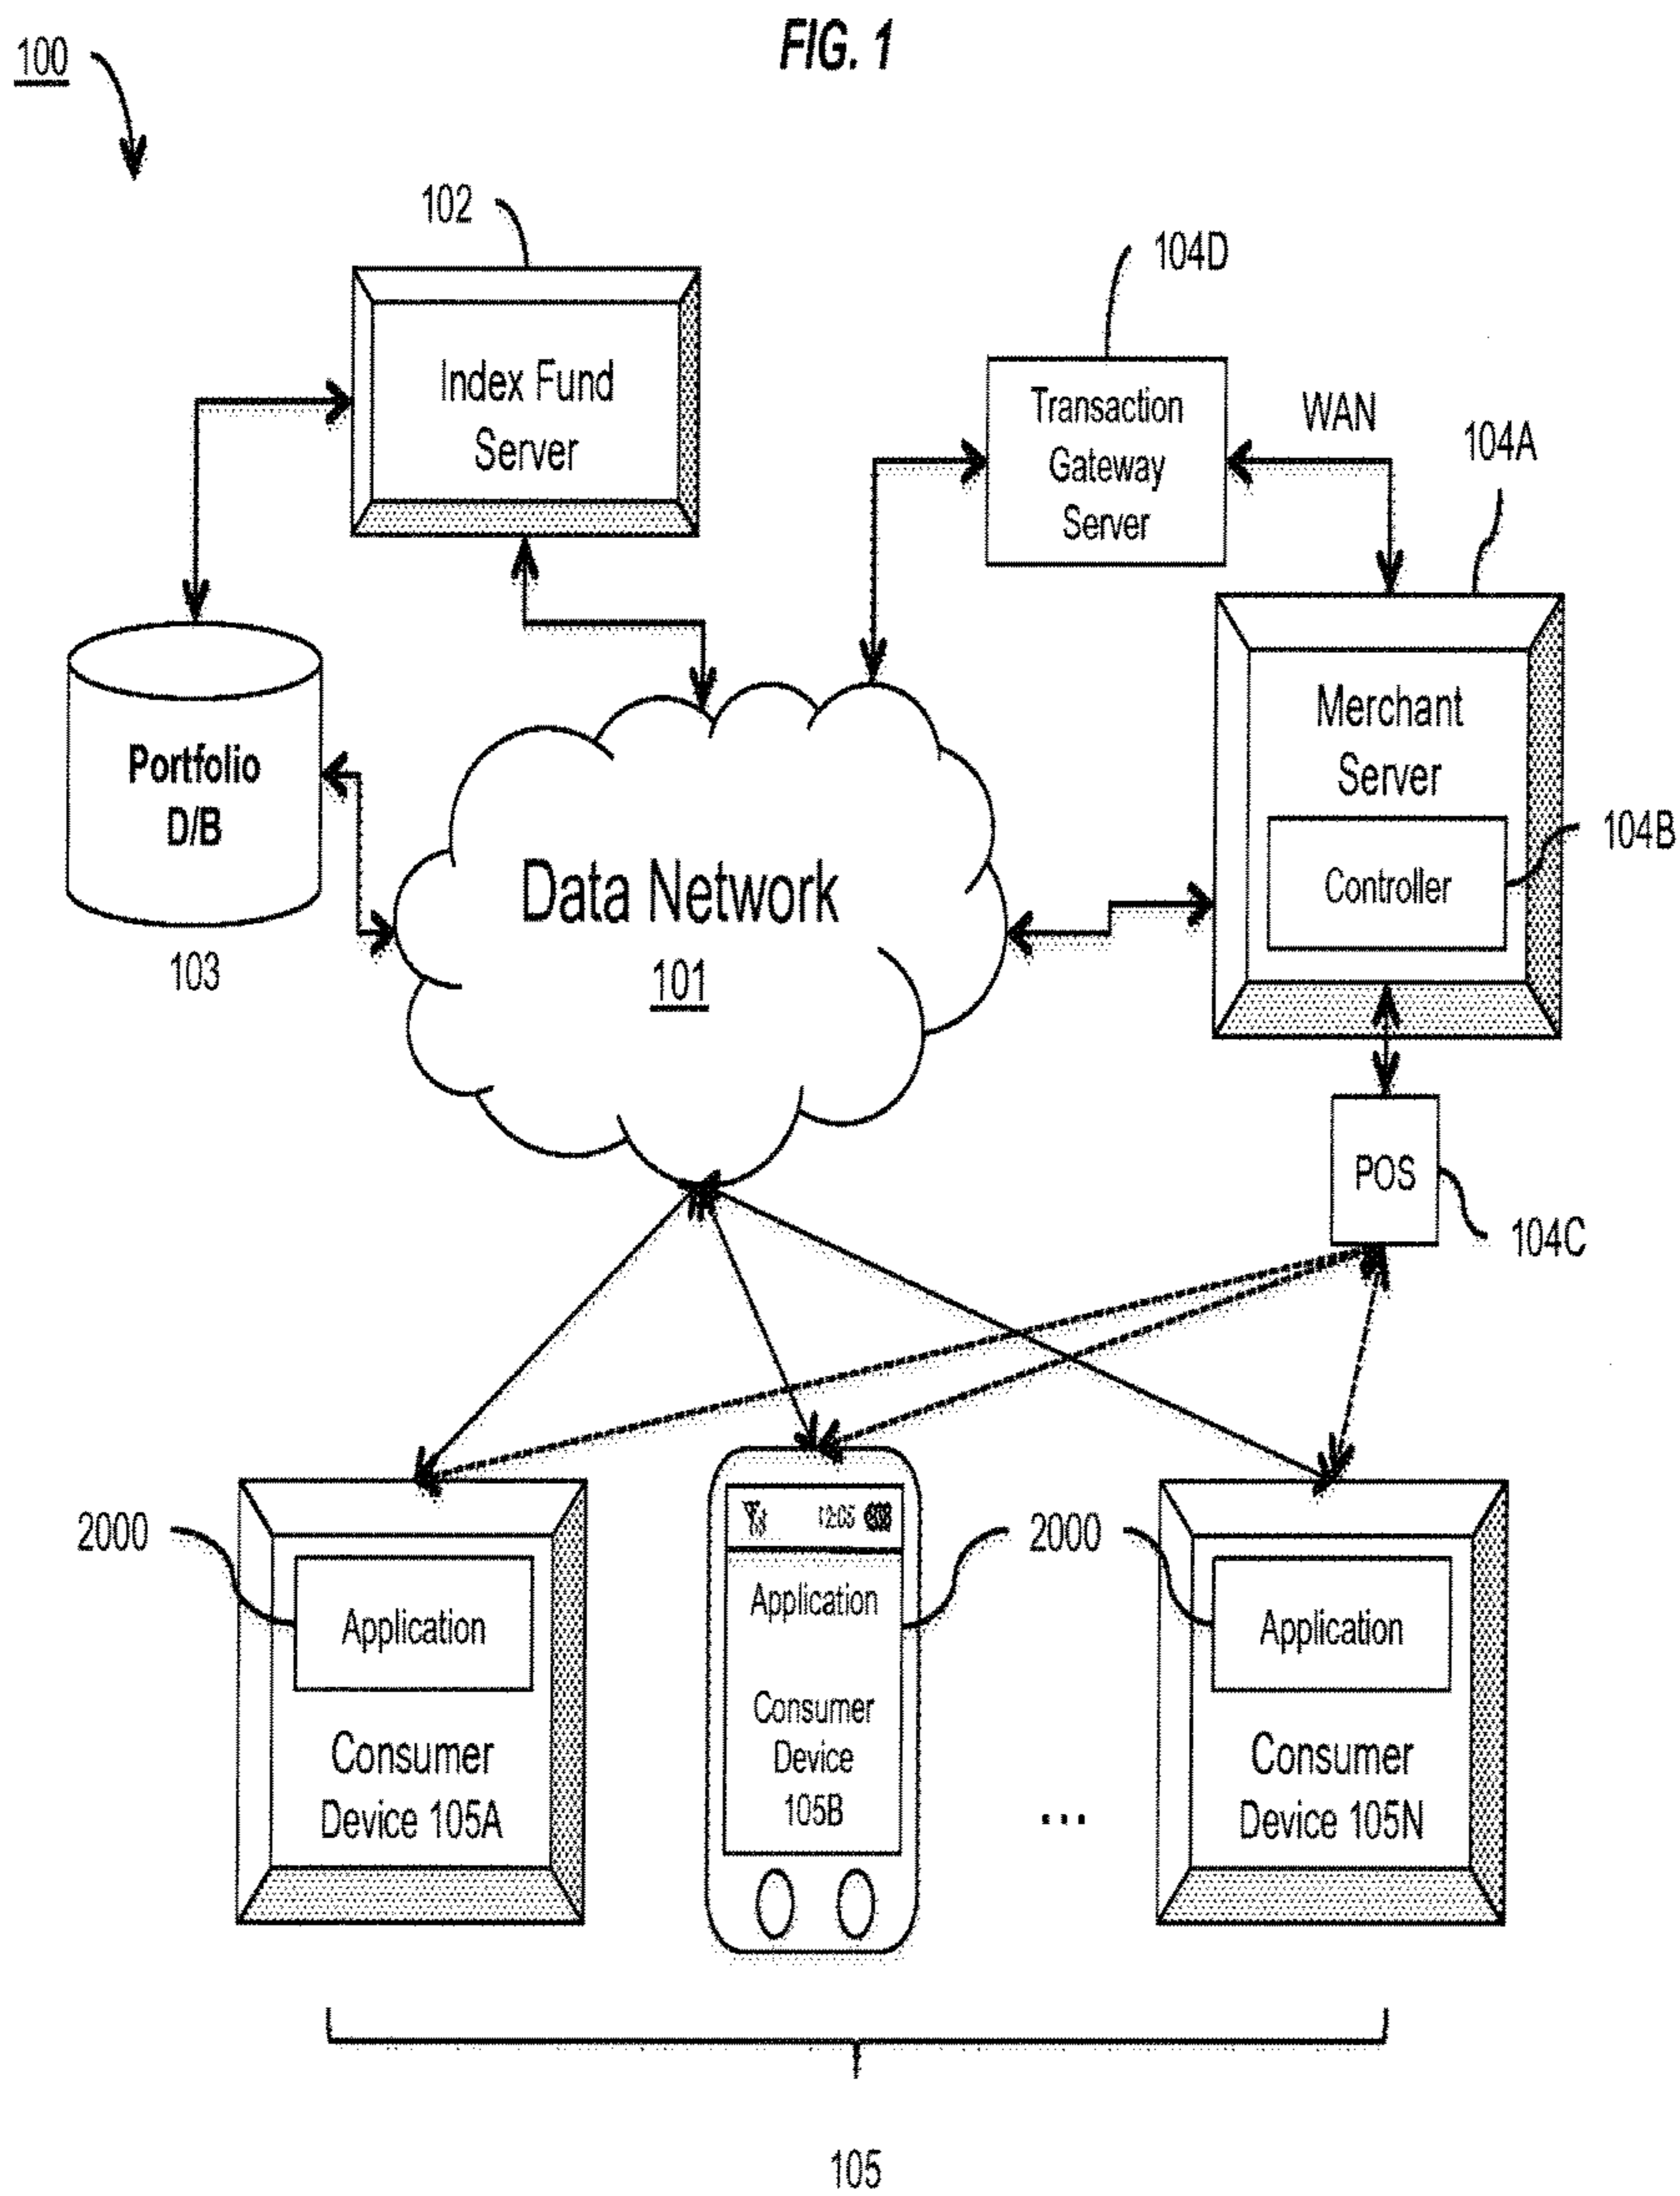 FIG. 1
100
102
104D
Index Fund
Server
Transaction
Gateway
Server
WAN
104A
Portfolio
D/B
103
Data Network
101
Merchant
Server
Controller
104B
POS
104C
2000
Application
Consumer
Device 105A
12:05
Application
Consumer
Device
105B
2000
...
Application
Consumer
Device 105N
105